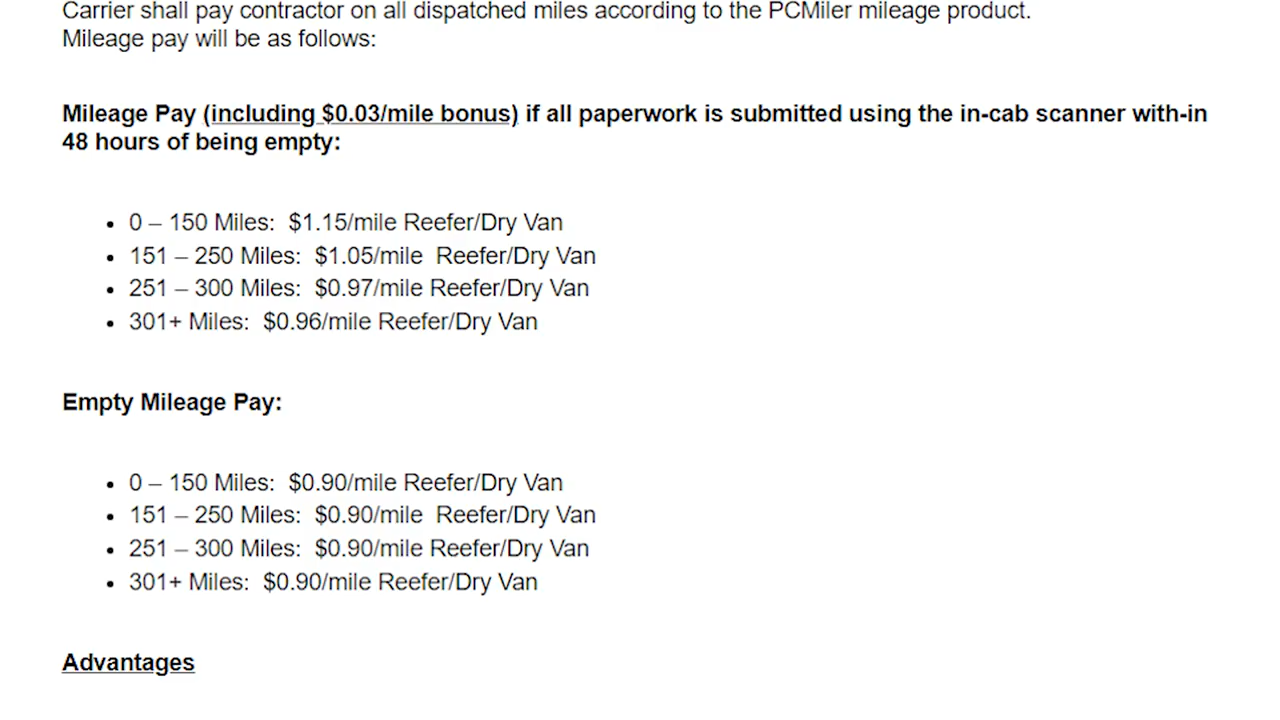 Carrier shall pay contractor on all dispatched miles according to the PCMiler mileage product.
Mileage pay will be as follows:
Mileage Pay (including $0.03/mile bonus) if all paperwork is submitted using the in-cab scanner with-in
48 hours of being empty:
• 0 – 150 Miles:  $1.15/mile Reefer/Dry Van
• 151 – 250 Miles:  $1.05/mile  Reefer/Dry Van
• 251 – 300 Miles:  $0.97/mile Reefer/Dry Van
• 301+ Miles:  $0.96/mile Reefer/Dry Van
Empty Mileage Pay:
• 0 – 150 Miles:  $0.90/mile Reefer/Dry Van
• 151 – 250 Miles:  $0.90/mile  Reefer/Dry Van
• 251 – 300 Miles:  $0.90/mile Reefer/Dry Van
• 301+ Miles:  $0.90/mile Reefer/Dry Van
Advantages